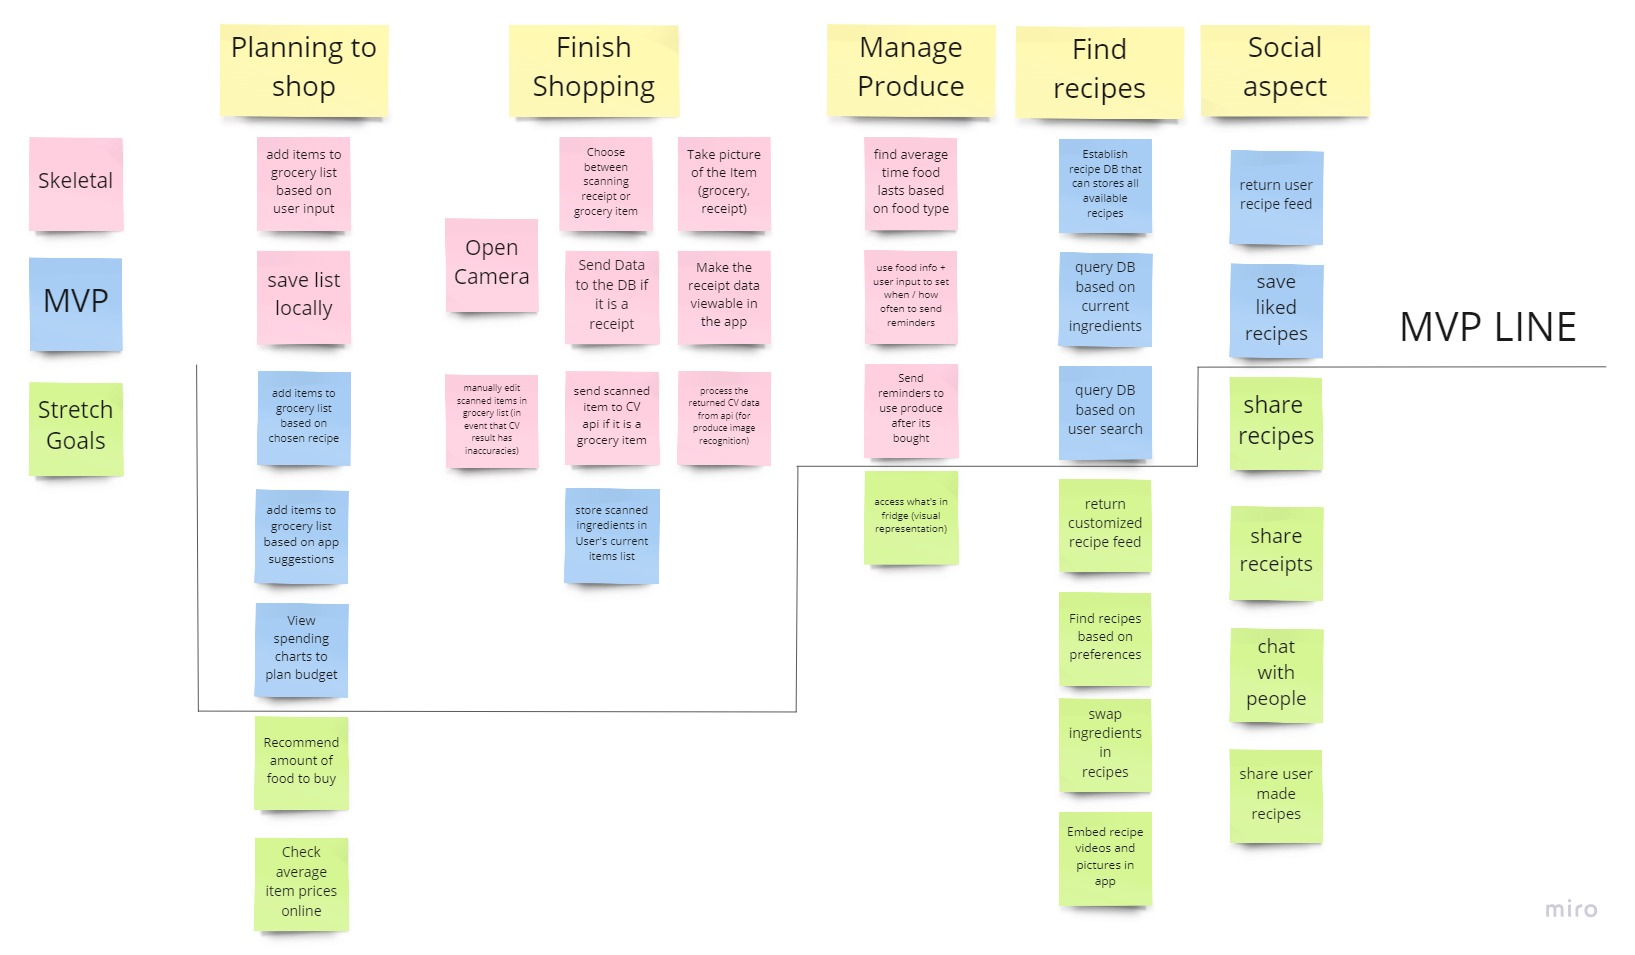 Planning to
shop
Finish
Shopping
Manage
Produce
Find
recipes
Social
aspect
Skeletal
MVP
Stretch
Goals
add items to
grocery list
based on
user input
save list
locally
add items to
grocery list
based on
chosen recipe
add items to
grocery list
based on app
suggestions
View
spending
charts to
plan budget
Recommend
amount of
food to buy
Check
average
item prices
online
Open
Camera
manually edit
scanned items in
grocery list (in
event that CV
result has
inaccuracies)
Choose
between
scanning
receipt or
grocery item
Send Data
to the DB if
it is a
receipt
send scanned
item to CV
api if it is a
grocery item
store scanned
ingredients in
User's current
items list
Take picture
of the Item
(grocery,
receipt)
Make the
receipt data
viewable in
the app
process the
returned CV data
from api (for
produce image
recognition)
find average
time food
lasts based
on food type
use food info +
user input to set
when / how
often to send
reminders
Send
reminders to
use produce
after its
bought
access what's in
fridge (visual
representation)
Establish
recipe DB that
can stores all
available
recipes
query DB
based on
current
ingredients
query DB
based on
user search
return
customized
recipe feed
Find recipes
based on
preferences
swap
ingredients
in
recipes
Embed recipe
videos and
pictures in
app
return user
recipe feed
save
liked
recipes
share
recipes
share
receipts
chat
with
people
share user
made
recipes
MVP LINE
miro